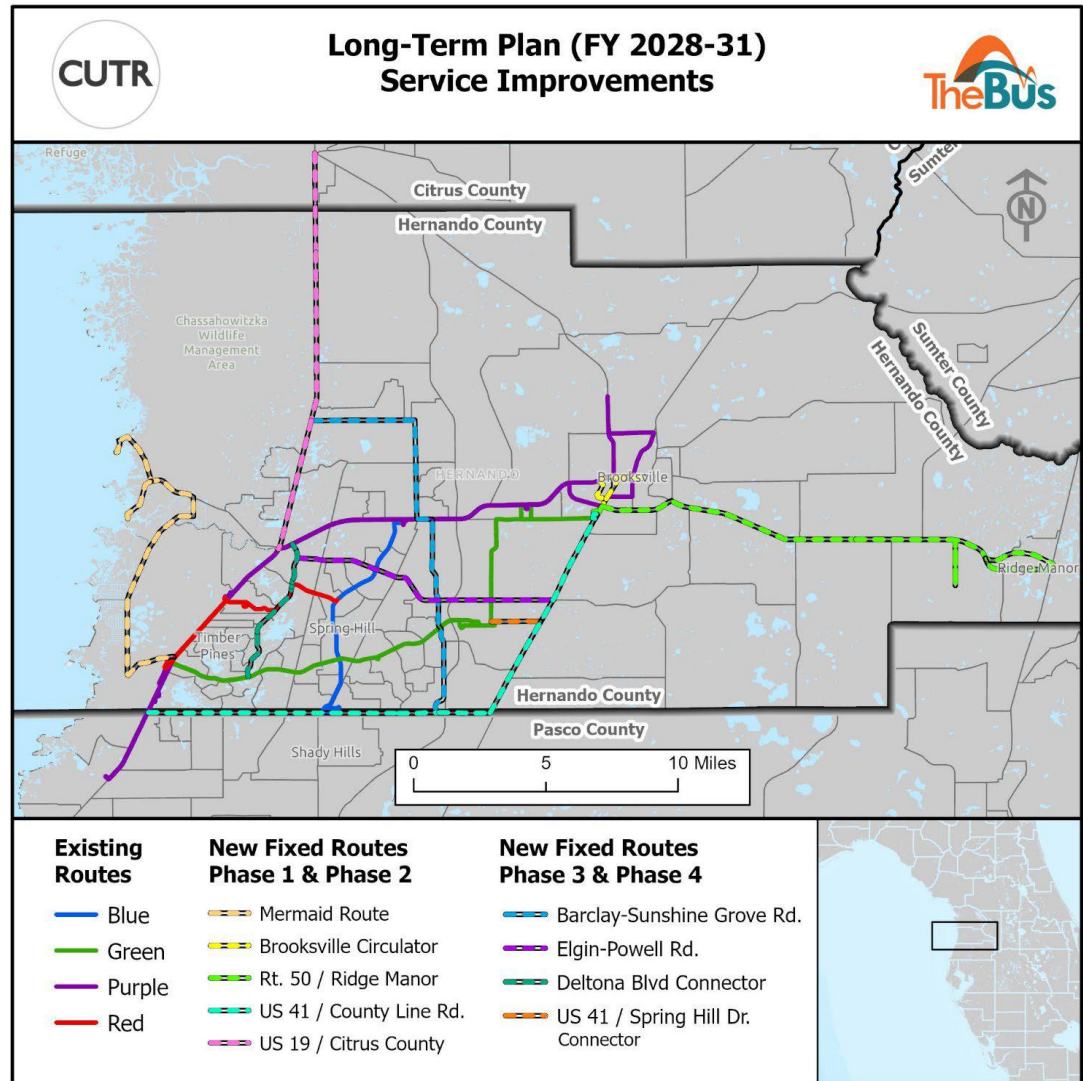 CUTR
Long-Term Plan (FY 2028-31)
Service Improvements
TheBus
Refuge
Citrus County
Hernando County
Sumter
N
Chassahowitzka
Wildlife
Management
Area
Sumter County
Hernando County
HERNANDO
Brooksville
Ridge Manor
Timber
Pines
Spring Hill
Hernando County
Pasco County
Shady Hills
0 5 10 Miles
Existing
Routes
Blue
Green
Purple
Red
New Fixed Routes
Phase 1 & Phase 2
Mermaid Route
Brooksville Circulator
Rt. 50 / Ridge Manor
US 41 / County Line Rd.
US 19 / Citrus County
New Fixed Routes
Phase 3 & Phase 4
Barclay-Sunshine Grove Rd.
Elgin-Powell Rd.
Deltona Blvd Connector
US 41 / Spring Hill Dr.
Connector